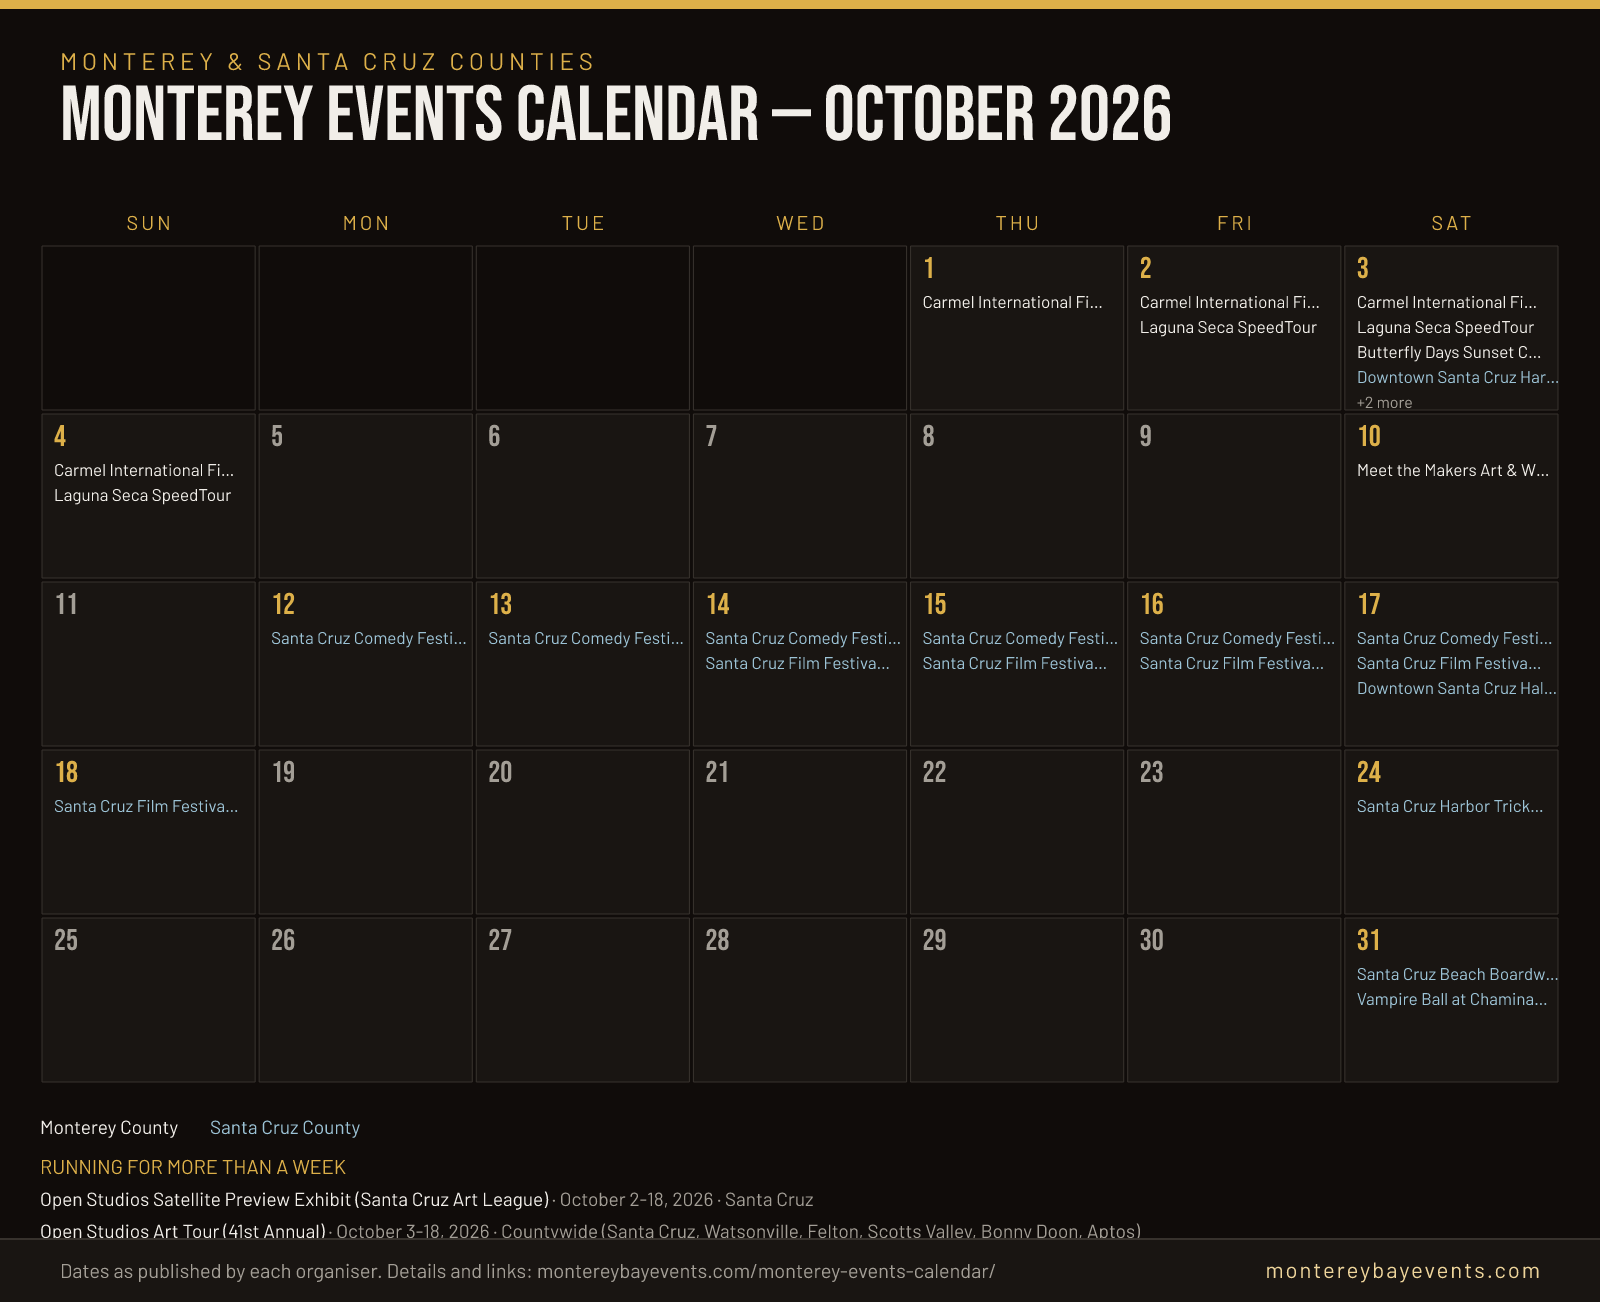 MONTEREY & SANTA CRUZ COUNTIES
MONTEREY EVENTS CALENDAR — OCTOBER 2026
SUN MON TUE WED THU FRI SAT
1
Carmel International Fi...
2
Carmel International Fi...
Laguna Seca SpeedTour
3
Carmel International Fi...
Laguna Seca SpeedTour
Butterfly Days Sunset C...
Downtown Santa Cruz Har...
+2 more
4
Carmel International Fi...
Laguna Seca SpeedTour
5
6
7
8
9
10
Meet the Makers Art & W...
11
12
Santa Cruz Comedy Festi...
13
Santa Cruz Comedy Festi...
14
Santa Cruz Comedy Festi...
Santa Cruz Film Festiva...
15
Santa Cruz Comedy Festi...
Santa Cruz Film Festiva...
16
Santa Cruz Comedy Festi...
Santa Cruz Film Festiva...
17
Santa Cruz Comedy Festi...
Santa Cruz Film Festiva...
Downtown Santa Cruz Hal...
18
Santa Cruz Film Festiva...
19
20
21
22
23
24
Santa Cruz Harbor Trick...
25
26
27
28
29
30
31
Santa Cruz Beach Boardw...
Vampire Ball at Chamina...
Monterey County Santa Cruz County
RUNNING FOR MORE THAN A WEEK
Open Studios Satellite Preview Exhibit (Santa Cruz Art League) · October 2-18, 2026 · Santa Cruz
Open Studios Art Tour (41st Annual) · October 3-18, 2026 · Countywide (Santa Cruz, Watsonville, Felton, Scotts Valley, Bonny Doon, Aptos)
Dates as published by each organiser. Details and links: montereybayevents.com/monterey-events-calendar/
montereybayevents.com